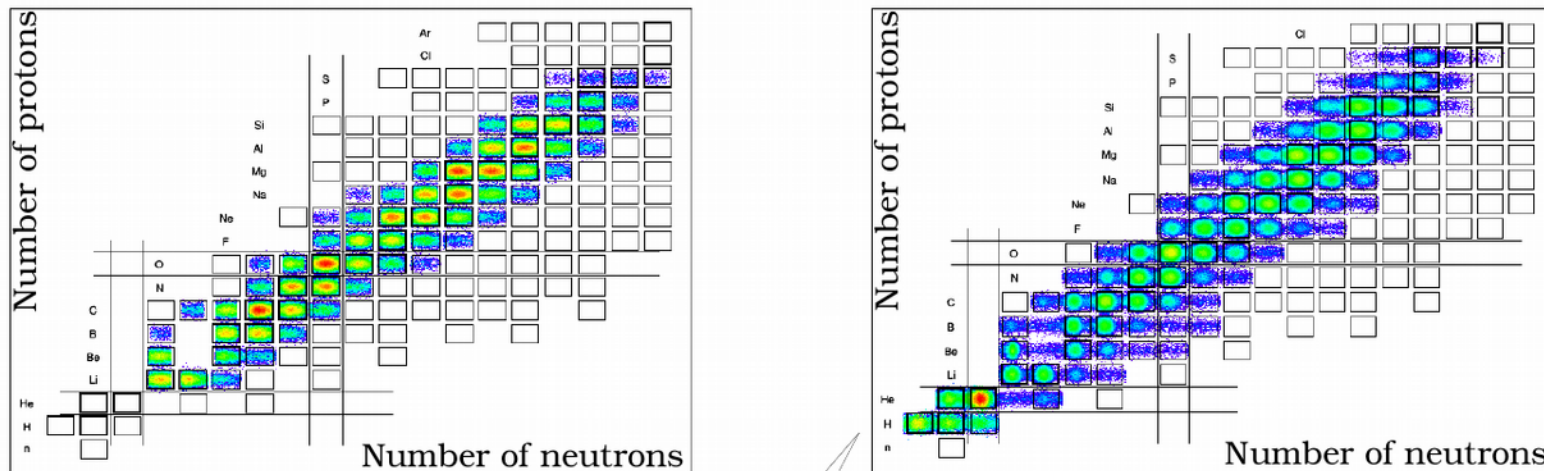 Number of protons
Ar
Cl
S
P
Si
Al
Mg
Na
Ne
F
O
N
C
B
Be
Li
He
H
n
Number of neutrons
Number of protons
Cl
S
P
Si
Al
Mg
Na
Ne
F
O
N
C
B
Be
Li
He
H
n
Number of neutrons